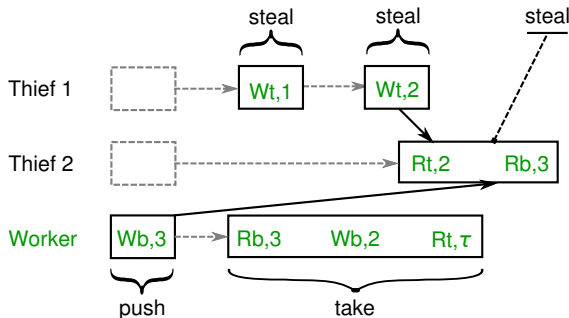 steal steal steal
Thief 1 Wt,1 Wt,2
Thief 2 Rt,2 Rb,3
Worker Wb,3 Rb,3 Wb,2 Rt,τ
push take